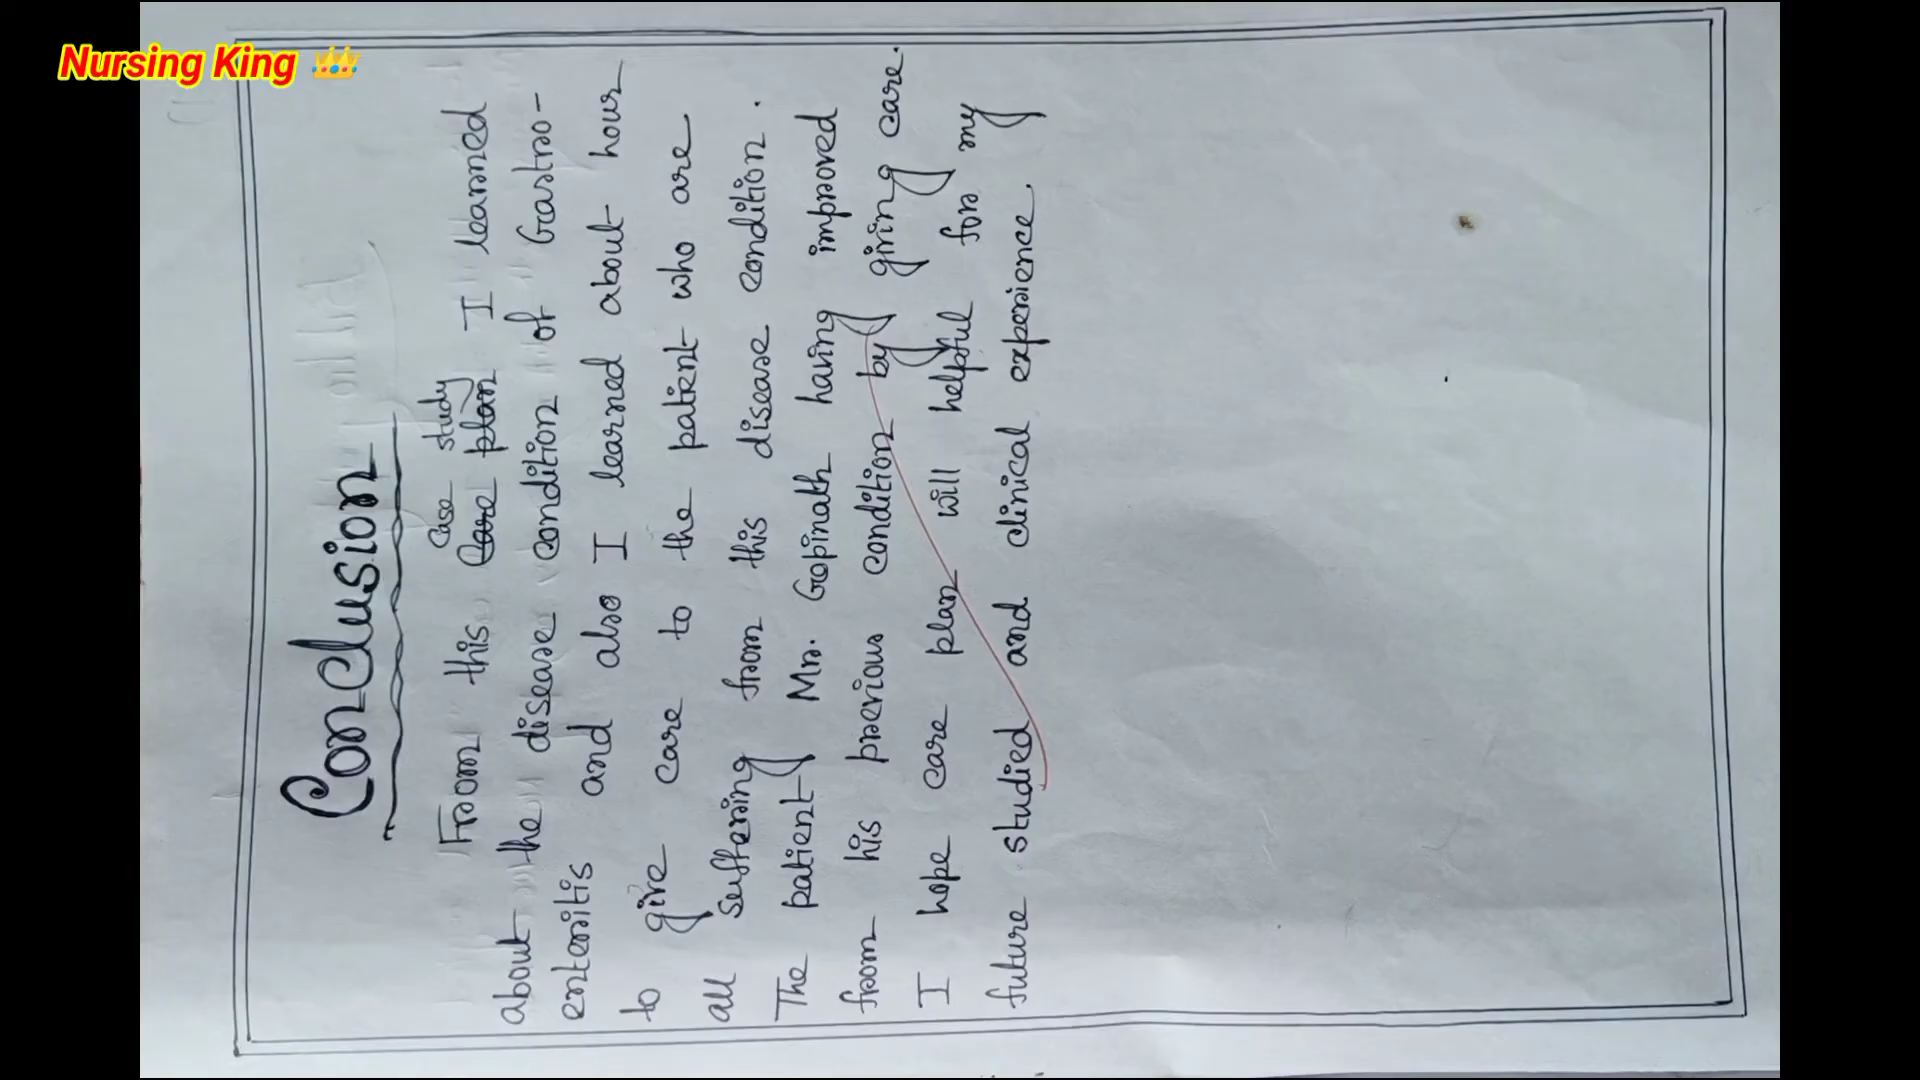 Nursing King 👑
Conclusion
case study
From this care plan I learned
about the disease condition of Gastro-
enteritis and also I learned about hour
to give care to the patient who are
all suffering from this disease condition.
The patient Mr. Gopinath having improved
from his previous condition by giving care.
I hope care plan will helpful for my
future studied and clinical experience.